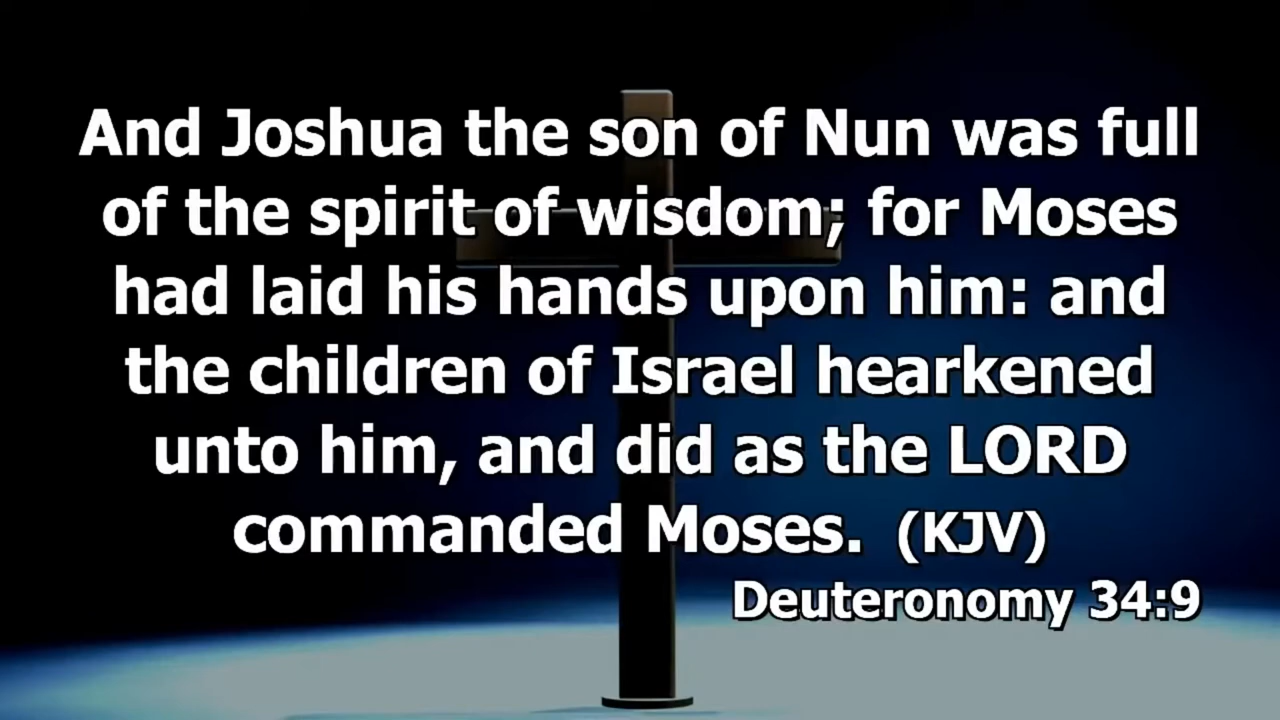 And Joshua the son of Nun was full
of the spirit of wisdom; for Moses
had laid his hands upon him: and
the children of Israel hearkened
unto him, and did as the LORD
commanded Moses. (KJV)
Deuteronomy 34:9